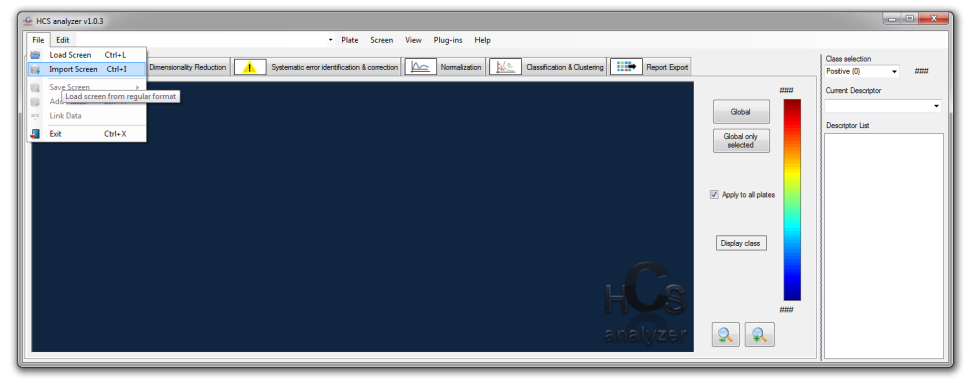 HCS analyzer v1.0.3
File Edit Plate Screen View Plug-ins Help
Load Screen Ctrl+L
Import Screen Ctrl+I
Save Screen
Load screen from regular format
Link Data
Exit Ctrl+X
Dimensionality Reduction Systematic error identification & correction Normalization Classification & Clustering Report Export
Global
Global only
selected
Apply to all plates
Display class
###
###
HCS
analyzer
Class selection
Positive (0) ###
Current Descriptor
Descriptor List